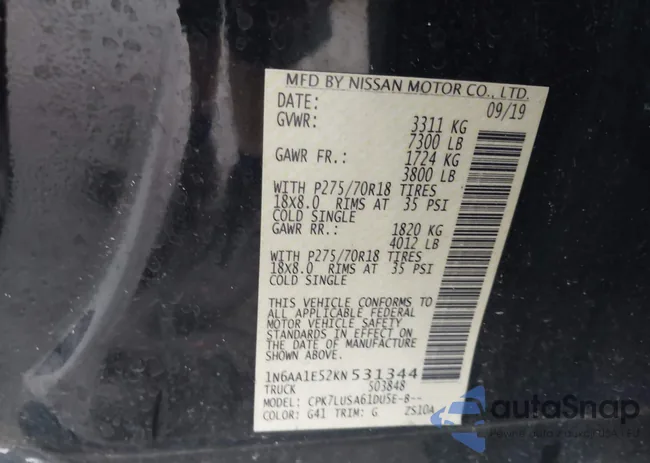 MFD BY NISSAN MOTOR CO., LTD.
DATE: 09/19
GVWR: 3311 KG
7300 LB
GAWR FR.: 1724 KG
3800 LB
WITH P275/70R18 TIRES
18X8.0 RIMS AT 35 PSI
COLD SINGLE
GAWR RR.: 1820 KG
4012 LB
WITH P275/70R18 TIRES
18X8.0 RIMS AT 35 PSI
COLD SINGLE
THIS VEHICLE CONFORMS TO
ALL APPLICABLE FEDERAL
MOTOR VEHICLE SAFETY
STANDARDS IN EFFECT ON
THE DATE OF MANUFACTURE
SHOWN ABOVE.
1N6AA1E52KN531344
TRUCK 503848
MODEL: CPK7LUSA61DU5E-8--
COLOR: G41 TRIM: G ZS10A
autoSnap